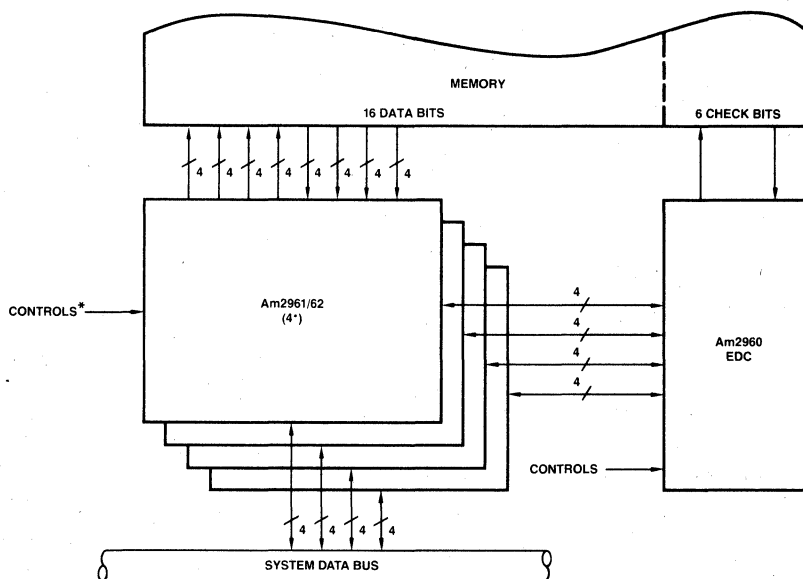 MEMORY
16 DATA BITS
6 CHECK BITS
4 4 4 4 4 4 4 4
Am2961/62
(4*)
CONTROLS*
4
4
4
4
Am2960
EDC
CONTROLS
4 4 4 4
SYSTEM DATA BUS